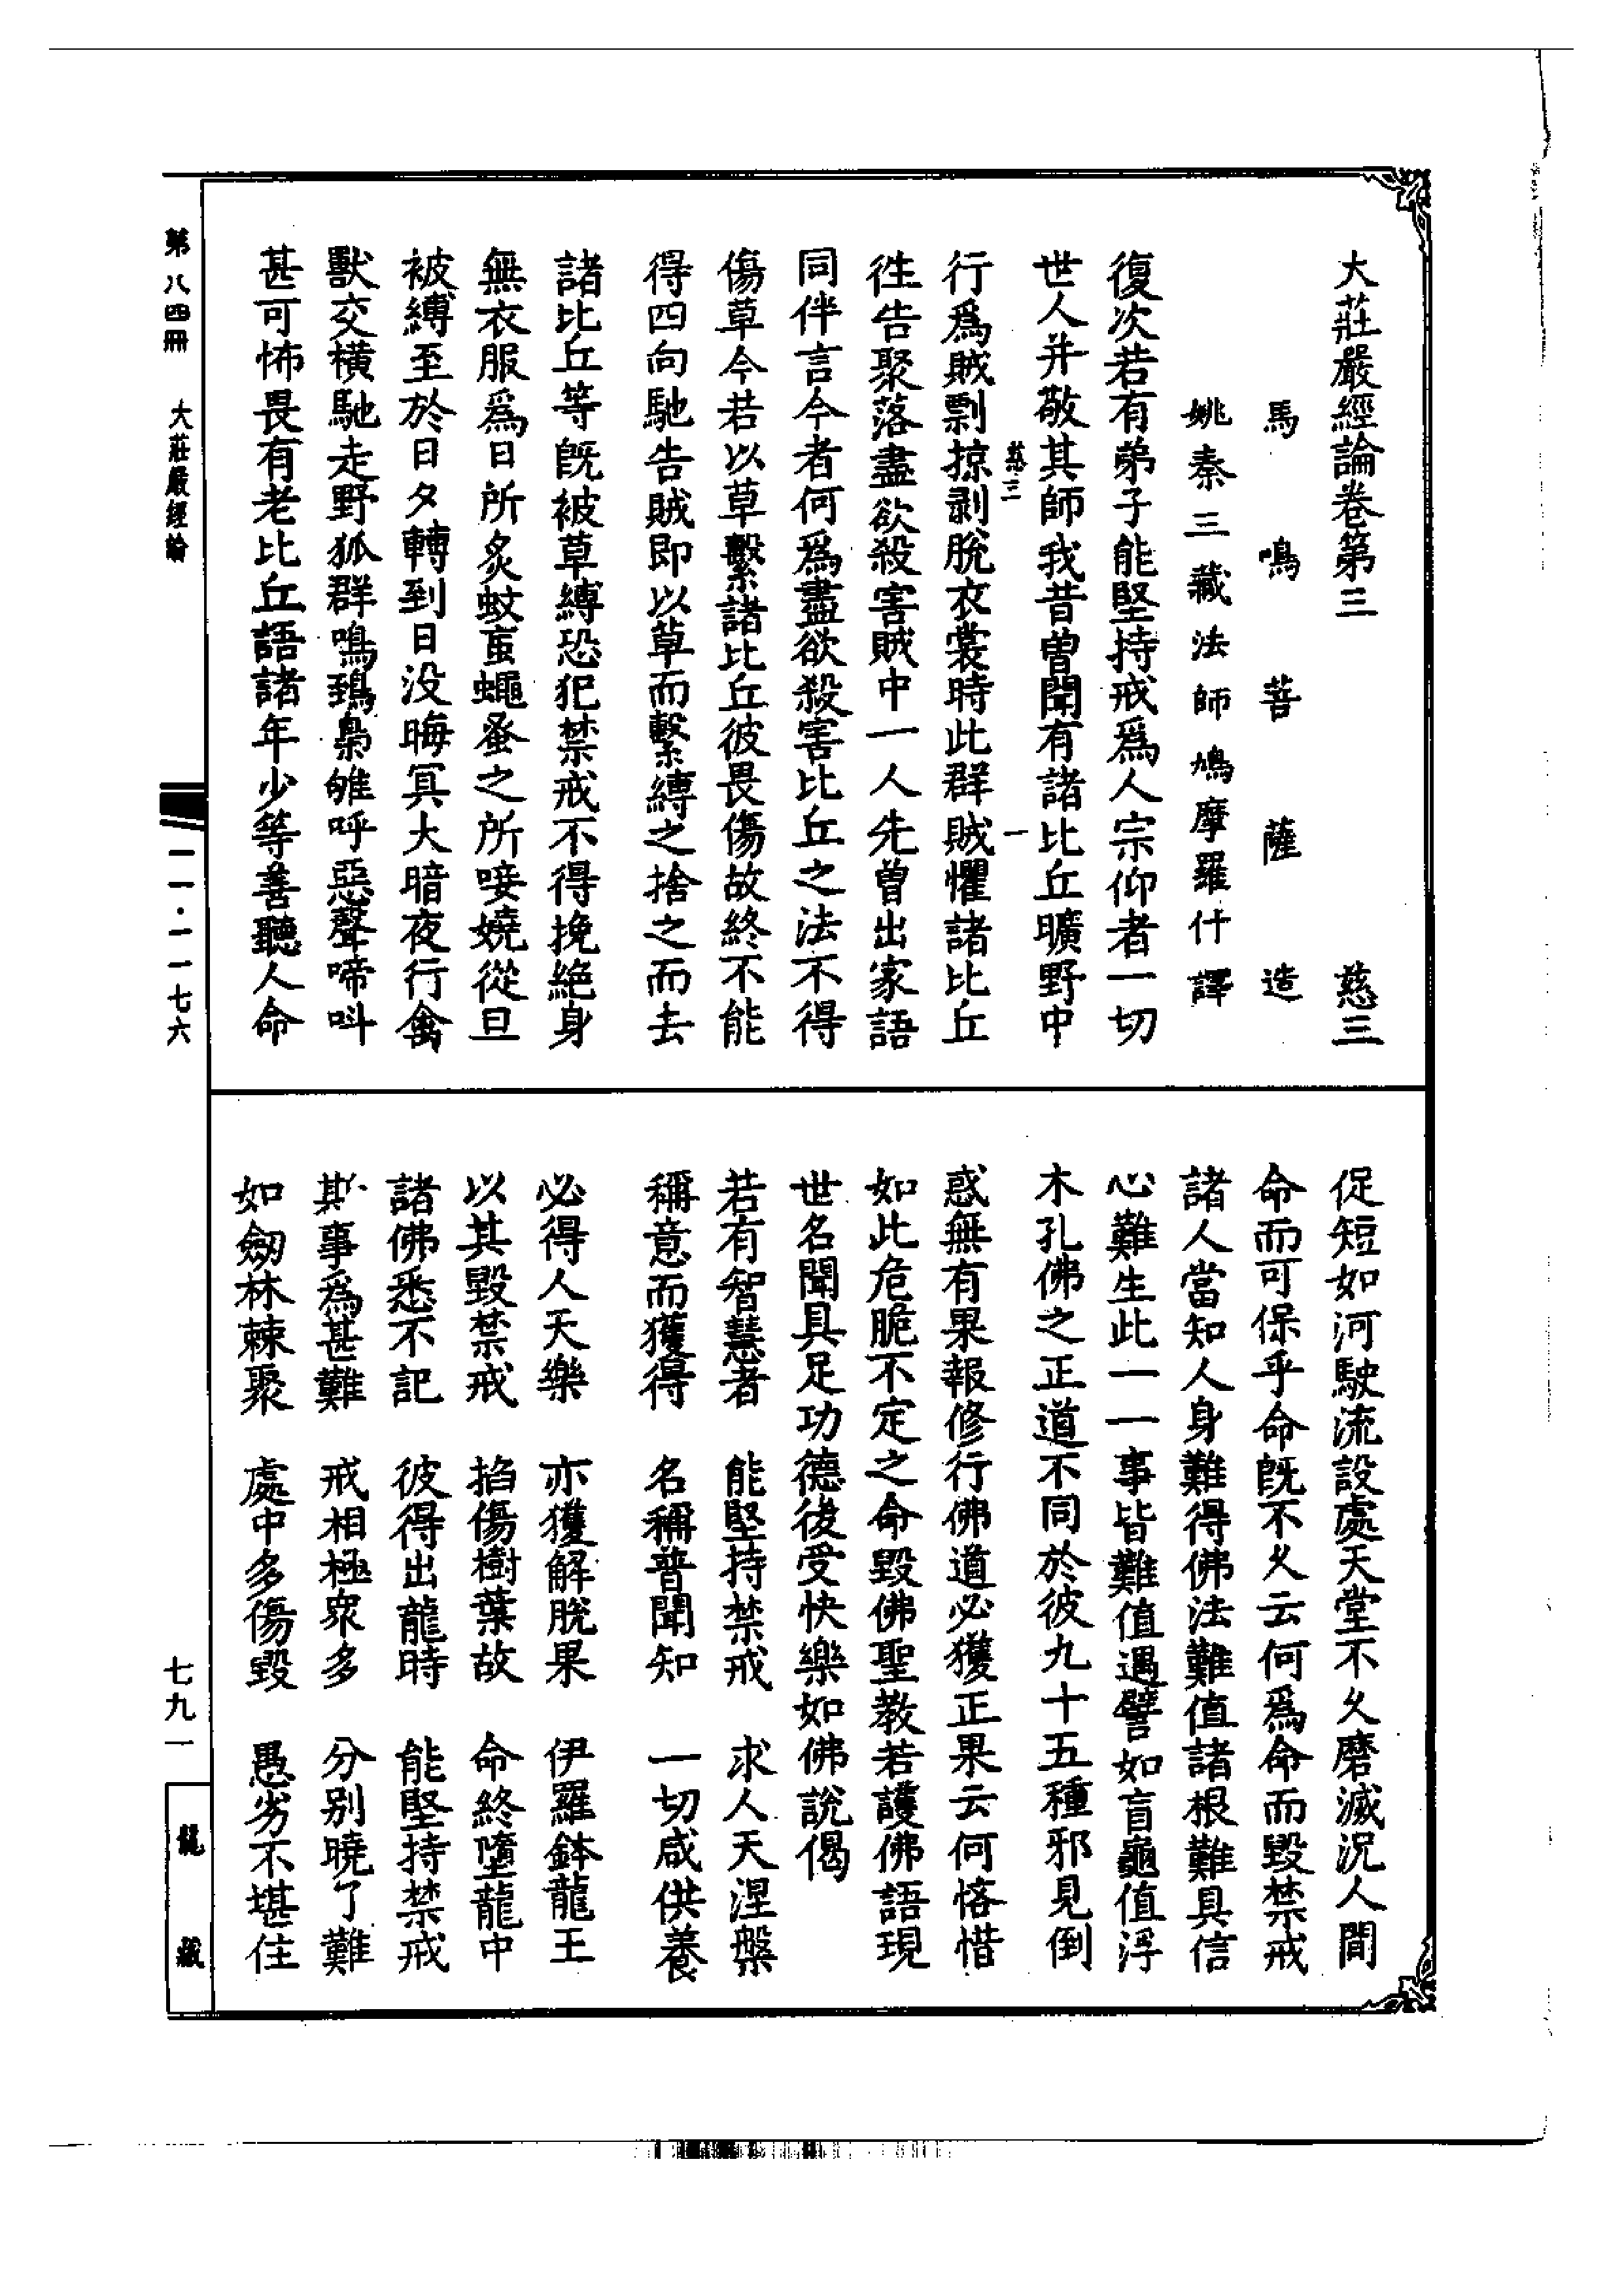 大莊嚴經論卷第三　慈三
馬鳴菩薩造
姚秦三藏法師鳩摩羅什譯
復次若有弟子能堅持戒爲人宗仰者一切
世人并敬其師我昔曾聞有諸比丘曠野中
慈三　一
行爲賊剽掠剥脫衣裳時此群賊懼諸比丘
徃告聚落盡欲殺害賊中一人先曾出家語
同伴言今者何爲盡欲殺害比丘之法不得
傷草今若以草繫諸比丘彼畏傷故終不能
得四向馳告賊即以草而繫縛之捨之而去
諸比丘等旣被草縛恐犯禁戒不得挽絕身
無衣服爲日所炙蚊䖟蠅蚤之所唼嬈從旦
被縛至於日夕轉到日没晦冥大暗夜行禽
獸交橫馳走野狐群鳴鵄梟雊呼惡聲啼呌
甚可怖畏有老比丘語諸年少等善聽人命
促短如河駛流設處天堂不久磨滅況人間
命而可保乎命旣不久云何爲命而毀禁戒
諸人當知人身難得佛法難值諸根難具信
心難生此一一事皆難值遇譬如盲龜值浮
木孔佛之正道不同於彼九十五種邪見倒
惑無有果報修行佛道必獲正果云何悋惜
如此危脆不定之命毀佛聖教若護佛語現
世名聞具足功德後受快樂如佛說偈
若有智慧者　能堅持禁戒　求人天涅槃
稱意而獲得　名稱普聞知　一切咸供養
必得人天樂　亦獲解脫果　伊羅鉢龍王
以其毀禁戒　掐傷樹葉故　命終墮龍中
諸佛悉不記　彼得出龍時　能堅持禁戒
斯事爲甚難　戒相極衆多　分別曉了難
如劒林棘聚　處中多傷毀　愚劣不堪住
第八四冊　大莊嚴經論
一一·一一七六
七九一
龍藏